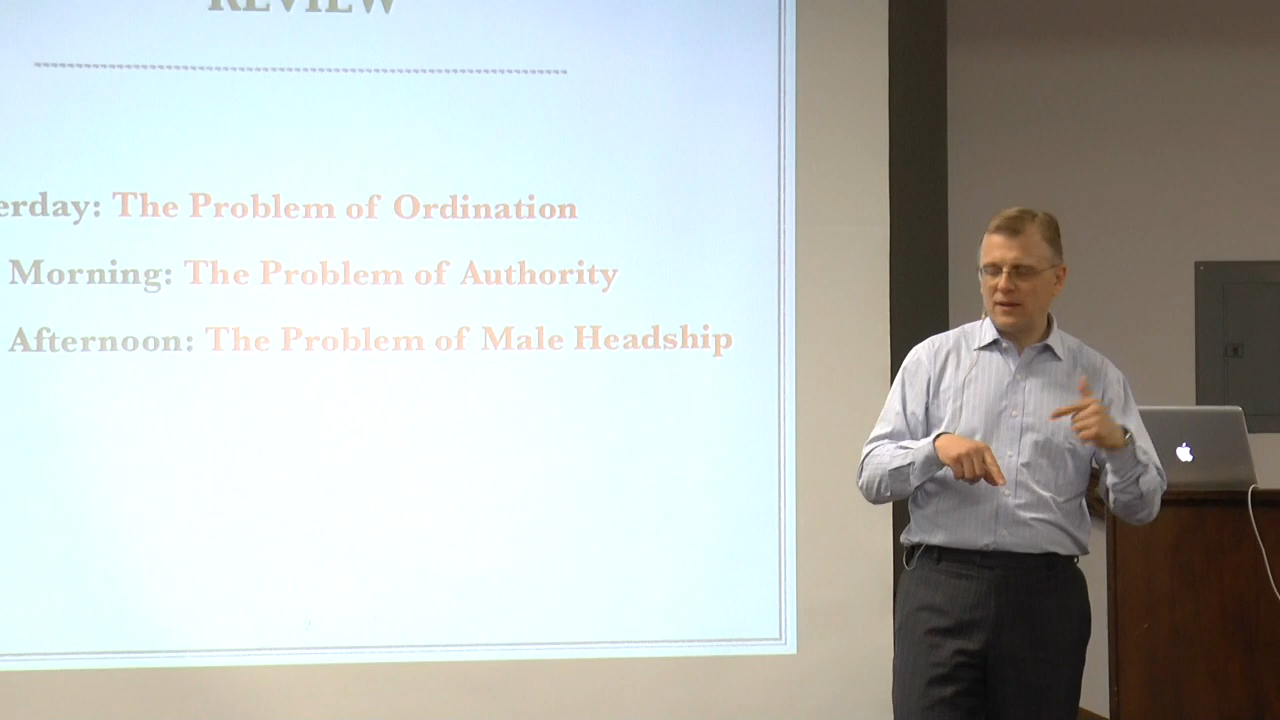 REVIEW
erday: The Problem of Ordination
Morning: The Problem of Authority
Afternoon: The Problem of Male Headship